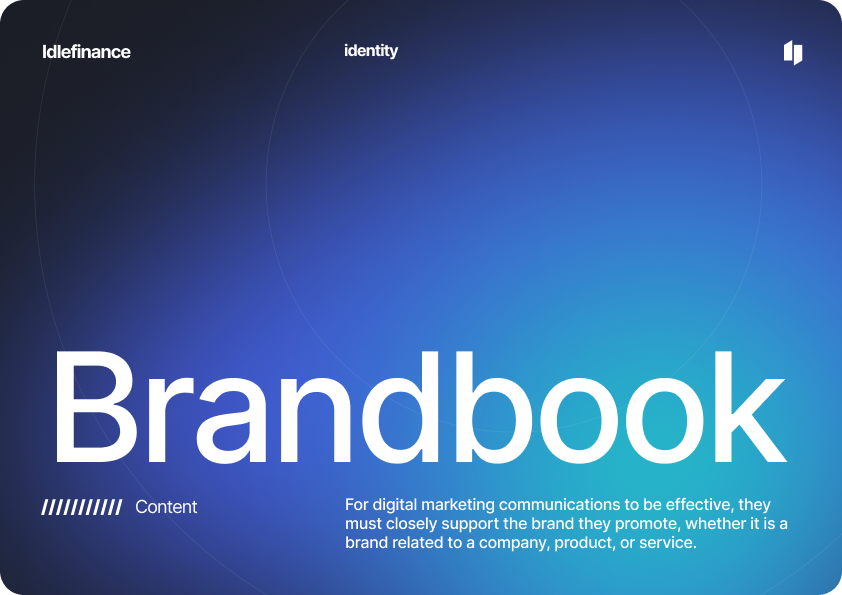 Idlefinance
identity
Brandbook
/////////// Content
For digital marketing communications to be effective, they
must closely support the brand they promote, whether it is a
brand related to a company, product, or service.